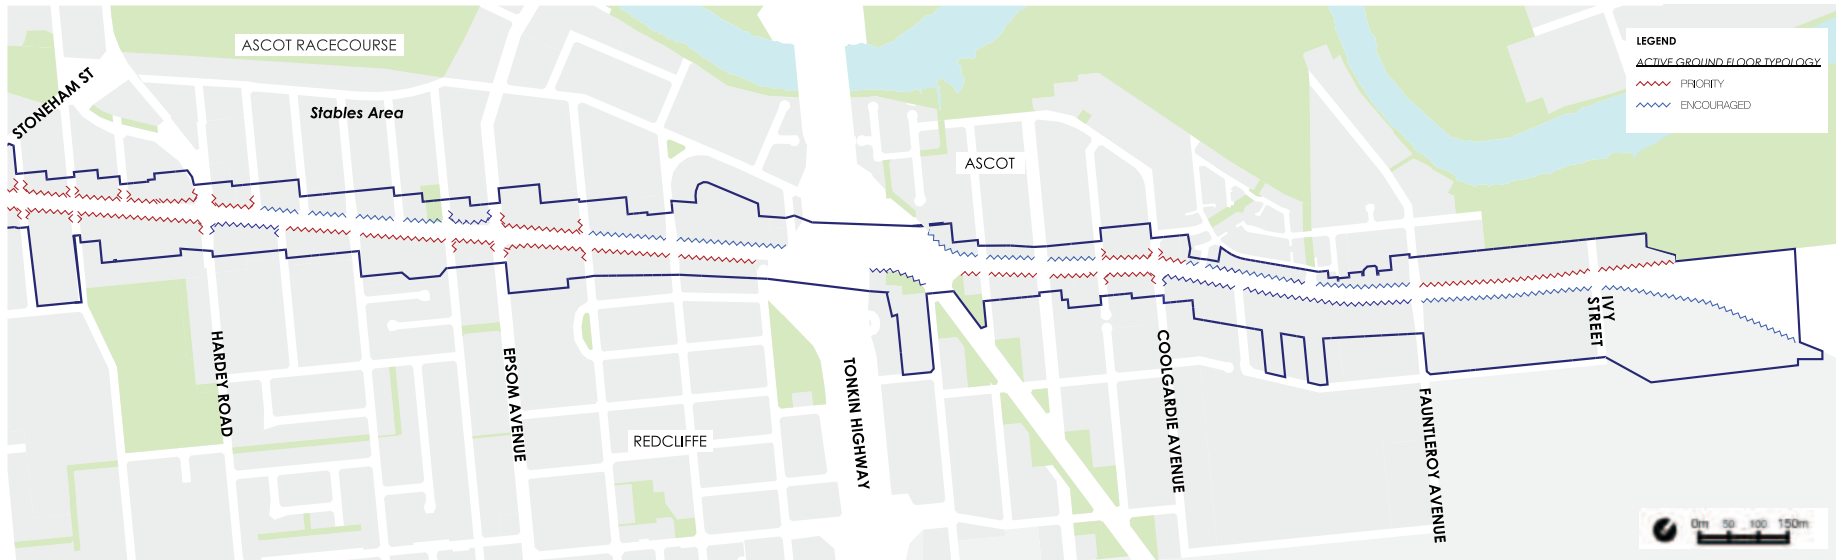 ASCOT RACECOURSE
STONEHAM ST
Stables Area
LEGEND
ACTIVE GROUND FLOOR TYPOLOGY
PRIORITY
ENCOURAGED
ASCOT
HARDEY ROAD
EPSOM AVENUE
REDCLIFFE
TONKIN HIGHWAY
COOLGARDIE AVENUE
FAUNTLEROY AVENUE
IVY
STREET
0m 50 100 150m